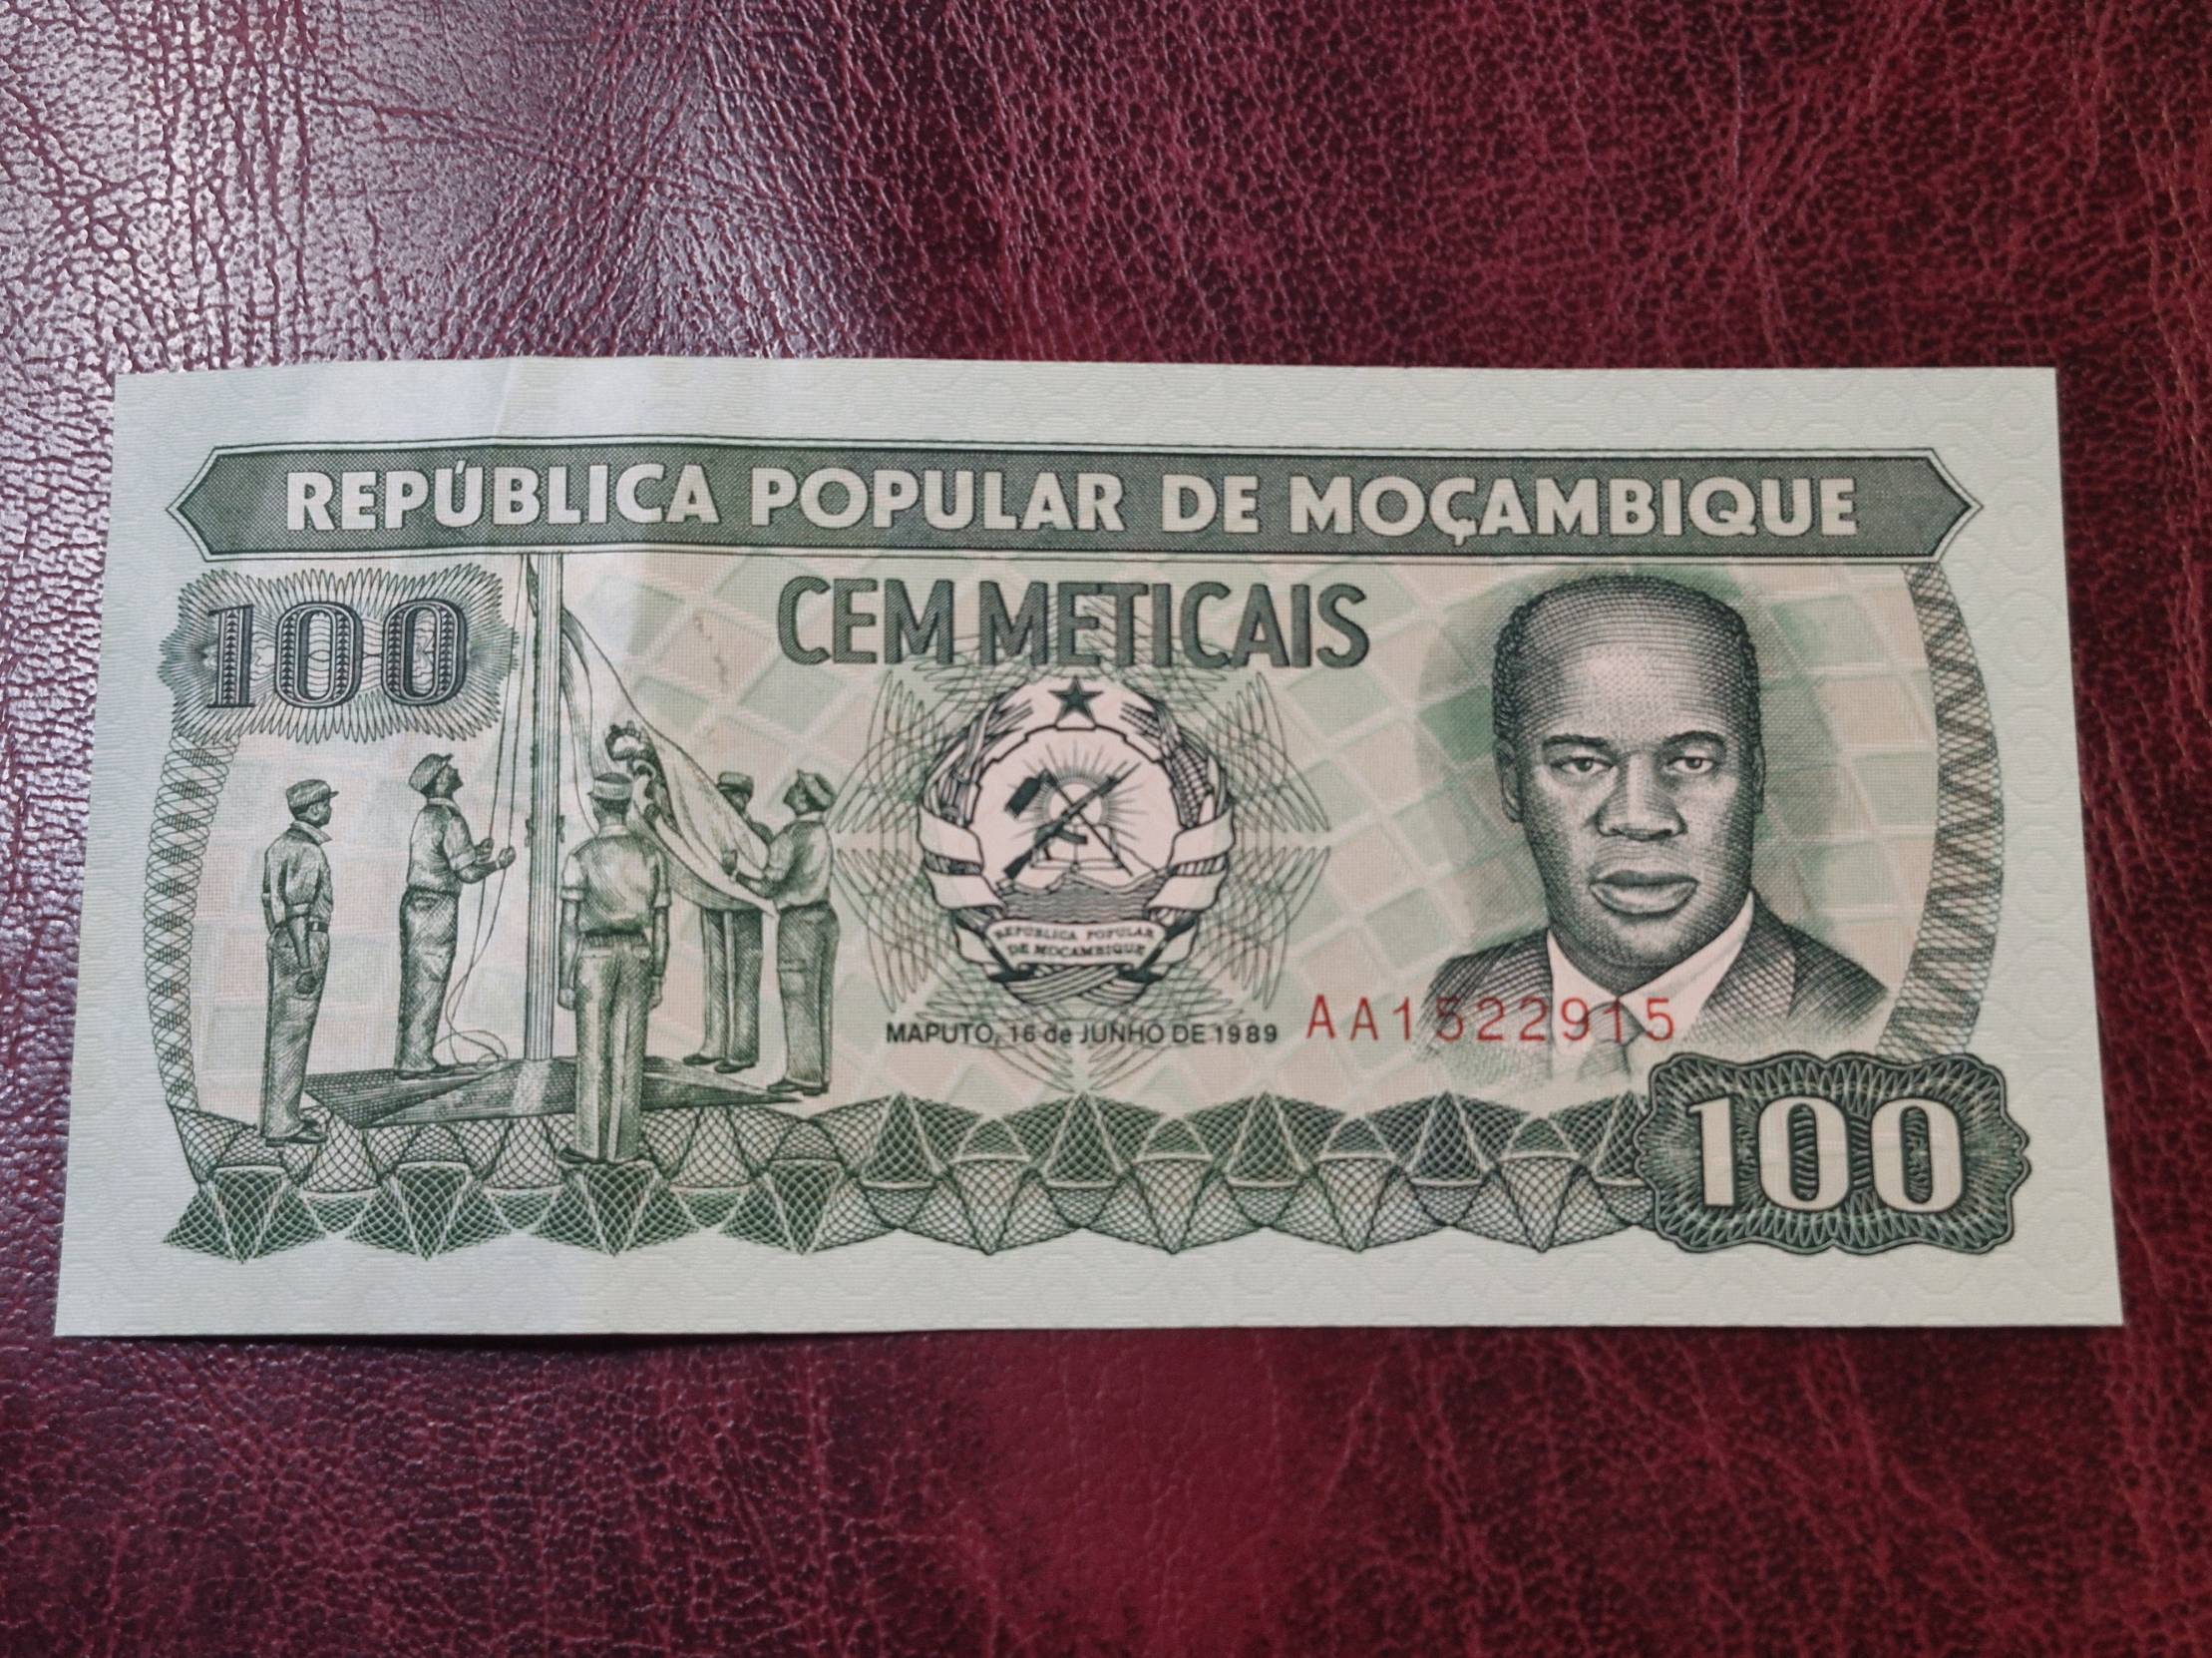 REPÚBLICA POPULAR DE MOÇAMBIQUE
100
CEM METICAIS
REPÚBLICA POPULAR
DE MOÇAMBIQUE
MAPUTO, 16 de JUNHO DE 1989
AA1522915
100